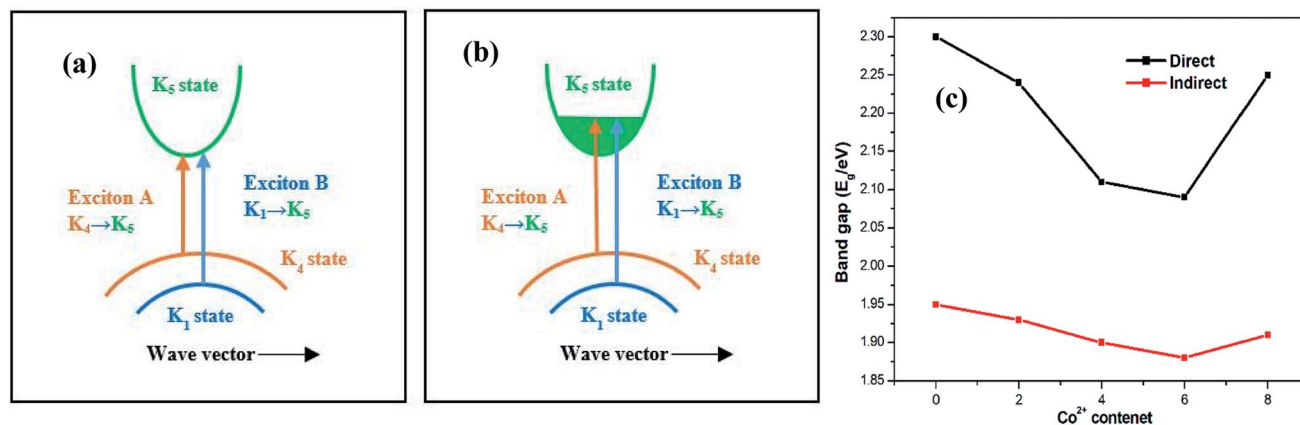 (a)
K₅ state
Exciton A
K₄→K₅
Exciton B
K₁→K₅
K₄ state
K₁ state
Wave vector
(b)
K₅ state
Exciton A
K₄→K₅
Exciton B
K₁→K₅
K₄ state
K₁ state
Wave vector
(c)
Direct
Indirect
Band gap (E_g/eV)
2.30
2.25
2.20
2.15
2.10
2.05
2.00
1.95
1.90
1.85
0 2 4 6 8
Co²⁺ contenet